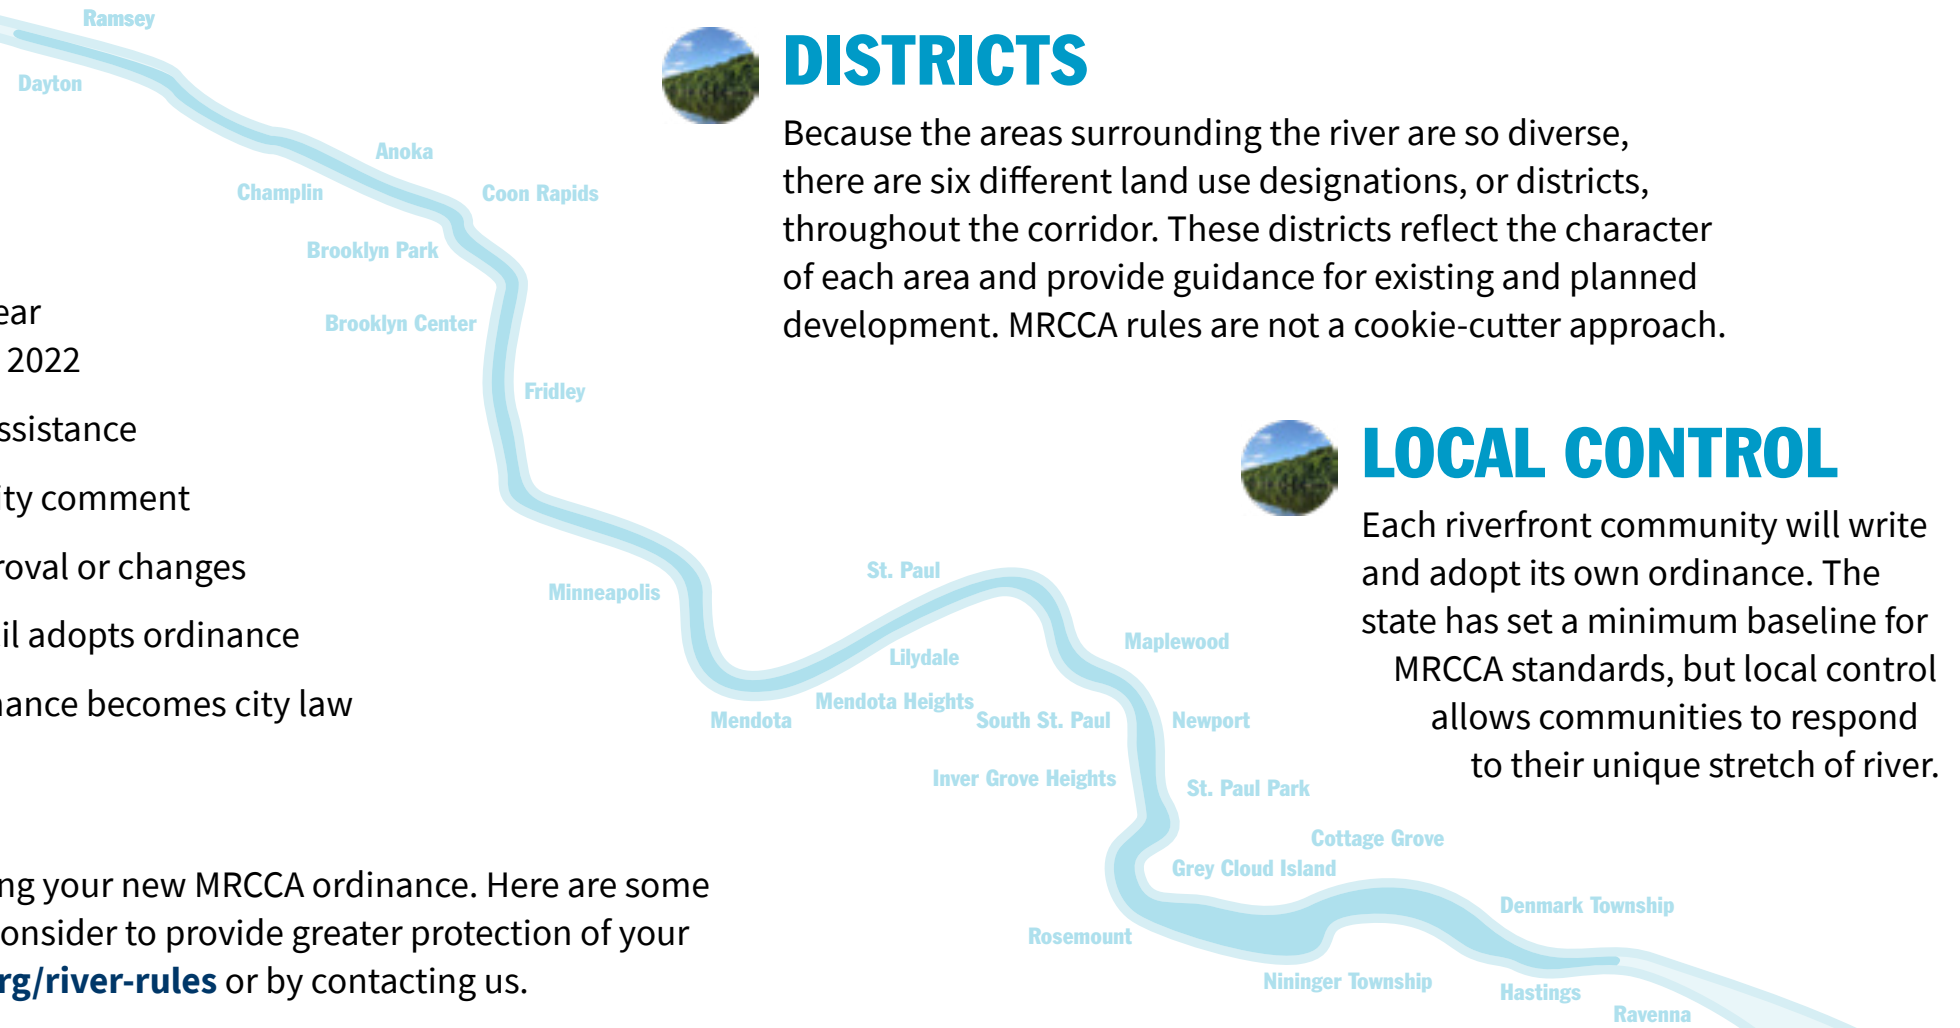 Ramsey
Dayton
Anoka
Champlin
Coon Rapids
Brooklyn Park
Brooklyn Center
Fridley
Minneapolis
St. Paul
Lilydale
Maplewood
Mendota Heights
Mendota
South St. Paul
Newport
Inver Grove Heights
St. Paul Park
Cottage Grove
Grey Cloud Island
Denmark Township
Rosemount
Nininger Township
Hastings
Ravenna
DISTRICTS
Because the areas surrounding the river are so diverse,
there are six different land use designations, or districts,
throughout the corridor. These districts reflect the character
of each area and provide guidance for existing and planned
development. MRCCA rules are not a cookie-cutter approach.
LOCAL CONTROL
Each riverfront community will write
and adopt its own ordinance. The
state has set a minimum baseline for
MRCCA standards, but local control
allows communities to respond
to their unique stretch of river.
ear
2022
ssistance
ity comment
roval or changes
il adopts ordinance
nance becomes city law
ng your new MRCCA ordinance. Here are some
onsider to provide greater protection of your
rg/river-rules or by contacting us.